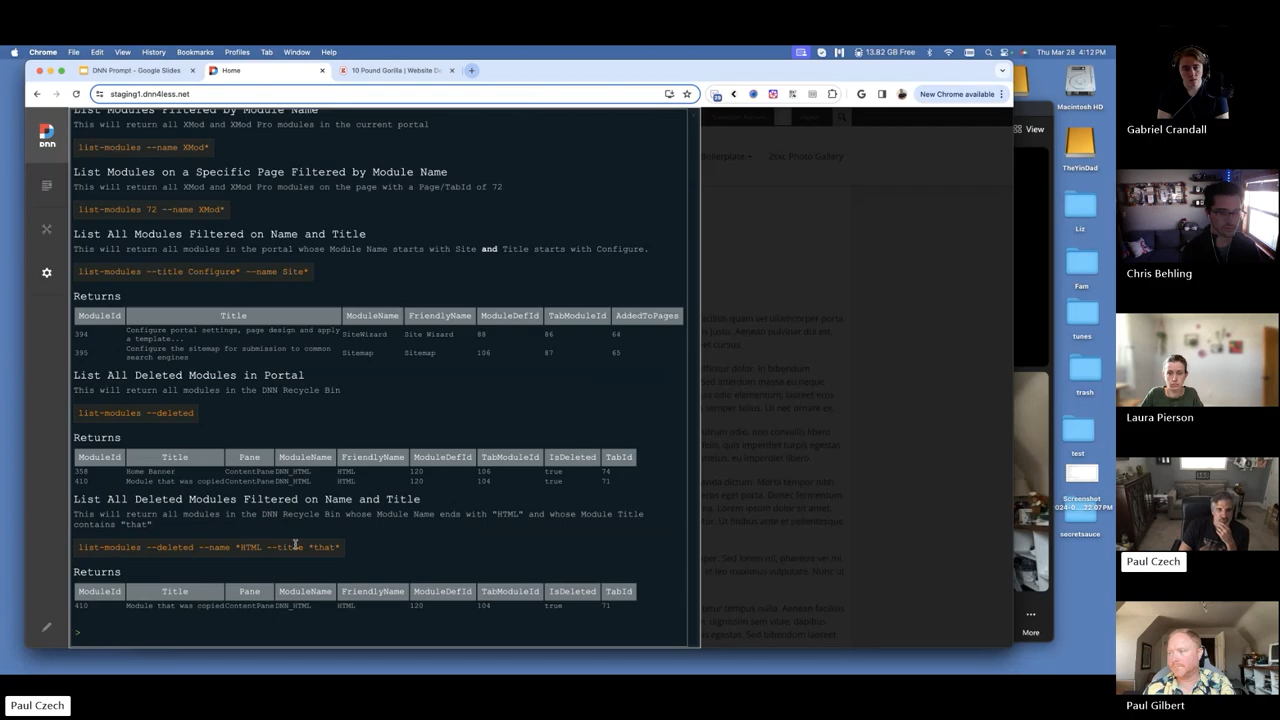 Chrome File Edit View History Bookmarks Profiles Tab Window Help
13.82 GB Free
Thu Mar 28 4:12PM
DNN Prompt - Google Slides
Home
10 Pound Gorilla | Website De
staging1.dnn4less.net
New Chrome available
DNN
List Modules Filtered by Module Name
This will return all XMod and XMod Pro modules in the current portal
list-modules --name XMod*
List Modules on a Specific Page Filtered by Module Name
This will return all XMod and XMod Pro modules on the page with a Page/TabId of 72
list-modules 72 --name XMod*
List All Modules Filtered on Name and Title
This will return all modules in the portal whose Module Name starts with Site and Title starts with Configure.
list-modules --title Configure* --name Site*
Returns
ModuleId Title ModuleName FriendlyName ModuleDefId TabModuleId AddedToPages
394 Configure portal settings, page design and apply a template... SiteWizard Site Wizard 88 86 64
395 Configure the sitemap for submission to common search engines Sitemap Sitemap 106 87 65
List All Deleted Modules in Portal
This will return all modules in the DNN Recycle Bin
list-modules --deleted
Returns
ModuleId Title Pane ModuleName FriendlyName ModuleDefId TabModuleId IsDeleted TabId
358 Home Banner ContentPane DNN_HTML HTML 120 106 true 74
410 Module that was copied ContentPane DNN_HTML HTML 120 104 true 71
List All Deleted Modules Filtered on Name and Title
This will return all modules in the DNN Recycle Bin whose Module Name ends with "HTML" and whose Module Title
contains "that"
list-modules --deleted --name *HTML --title *that*
Returns
ModuleId Title Pane ModuleName FriendlyName ModuleDefId TabModuleId IsDeleted TabId
410 Module that was copied ContentPane DNN_HTML HTML 120 104 true 71
>
2sxc Photo Gallery
View
More
Macintosh HD
TheYinDad
Liz
Fam
tunes
trash
test
Screenshot
secretsauce
Gabriel Crandall
Chris Behling
Laura Pierson
Paul Czech
Paul Gilbert
Paul Czech